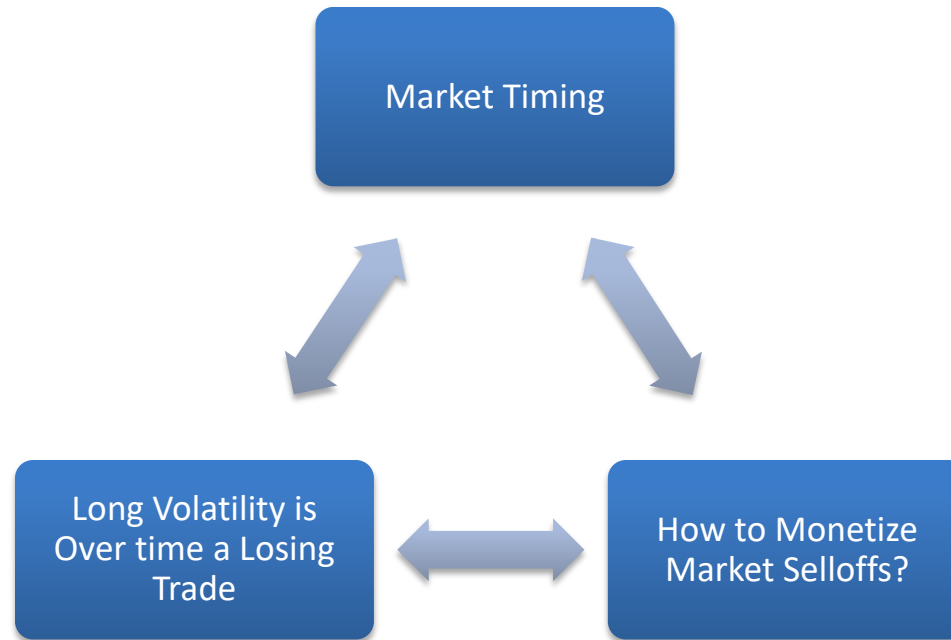 Market Timing
Long Volatility is
Over time a Losing
Trade
How to Monetize
Market Selloffs?